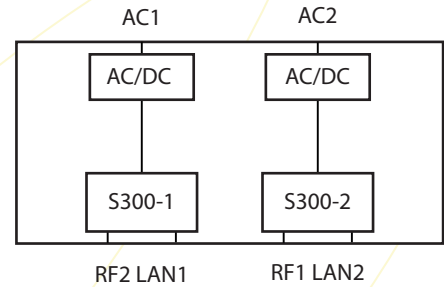 AC1 AC2
AC/DC AC/DC
S300-1 S300-2
RF2 LAN1 RF1 LAN2